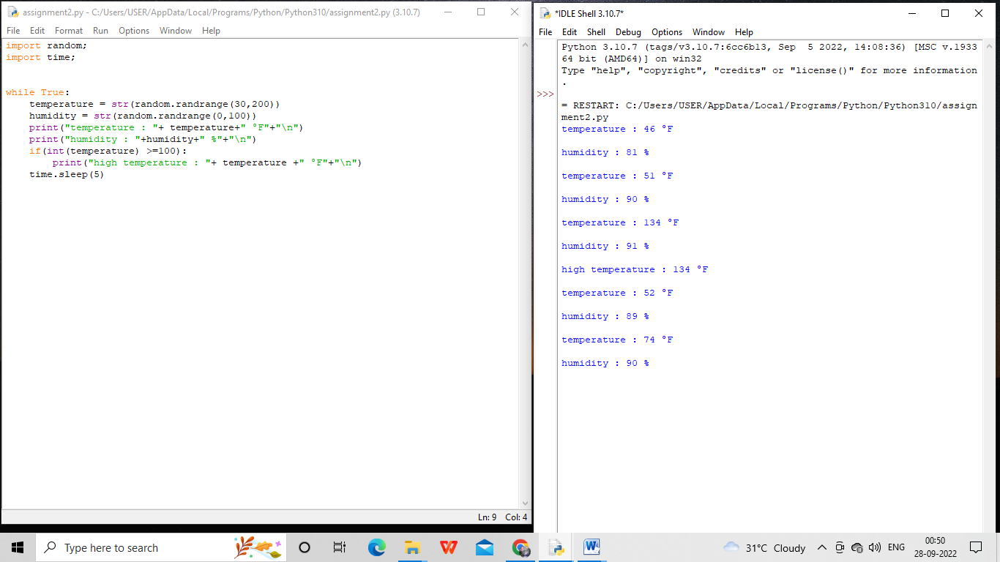 assignment2.py - C:/Users/USER/AppData/Local/Programs/Python/Python310/assignment2.py (3.10.7)
File Edit Format Run Options Window Help
import random;
import time;
while True:
    temperature = str(random.randrange(30,200))
    humidity = str(random.randrange(0,100))
    print("temperature : "+ temperature+" °F"+"\n")
    print("humidity : "+humidity+" %"+"\n")
    if(int(temperature) >=100):
        print("high temperature : "+ temperature +" °F"+"\n")
    time.sleep(5)
Ln: 9 Col: 4
*IDLE Shell 3.10.7*
File Edit Shell Debug Options Window Help
Python 3.10.7 (tags/v3.10.7:6cc6b13, Sep  5 2022, 14:08:36) [MSC v.1933
64 bit (AMD64)] on win32
Type "help", "copyright", "credits" or "license()" for more information
.
>>>
= RESTART: C:/Users/USER/AppData/Local/Programs/Python/Python310/assign
ment2.py
temperature : 46 °F
humidity : 81 %
temperature : 51 °F
humidity : 90 %
temperature : 134 °F
humidity : 91 %
high temperature : 134 °F
temperature : 52 °F
humidity : 89 %
temperature : 74 °F
humidity : 90 %
Type here to search
W
31°C Cloudy
ENG
00:50
28-09-2022